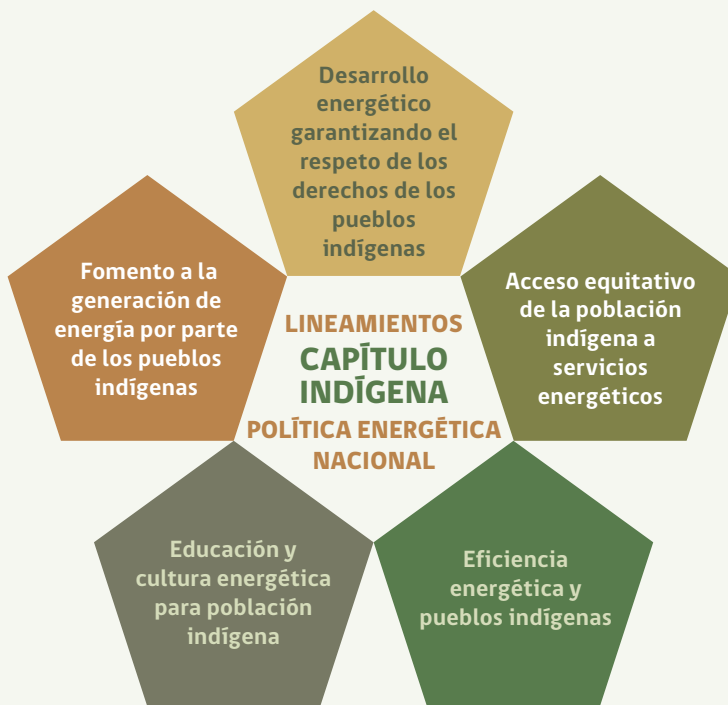 Desarrollo
energético
garantizando el
respeto de los
derechos de los
pueblos
indígenas
Fomento a la
generación de
energía por parte
de los pueblos
indígenas
LINEAMIENTOS
CAPÍTULO
INDÍGENA
POLÍTICA ENERGÉTICA
NACIONAL
Acceso equitativo
de la población
indígena a
servicios
energéticos
Educación y
cultura energética
para población
indígena
Eficiencia
energética y
pueblos indígenas